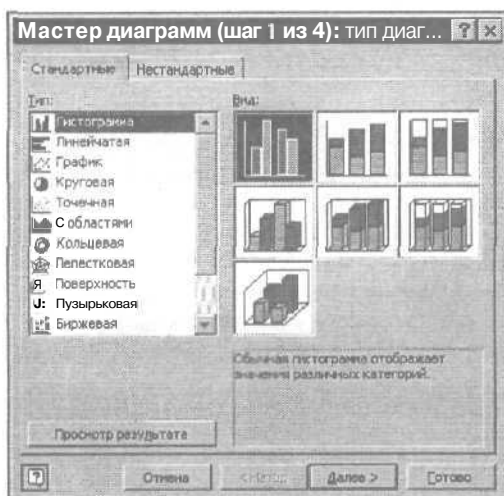 Мастер диаграмм (шаг 1 из 4): тип диаг...
Стандартные Нестандартные
Тип:
Вид:
Гистограмма
Линейчатая
График
Круговая
Точечная
С областями
Кольцевая
Лепестковая
Поверхность
Пузырьковая
Биржевая
Обычная гистограмма отображает
значения различных категорий.
Просмотр результата
Отмена
< Назад
Далее >
Готово